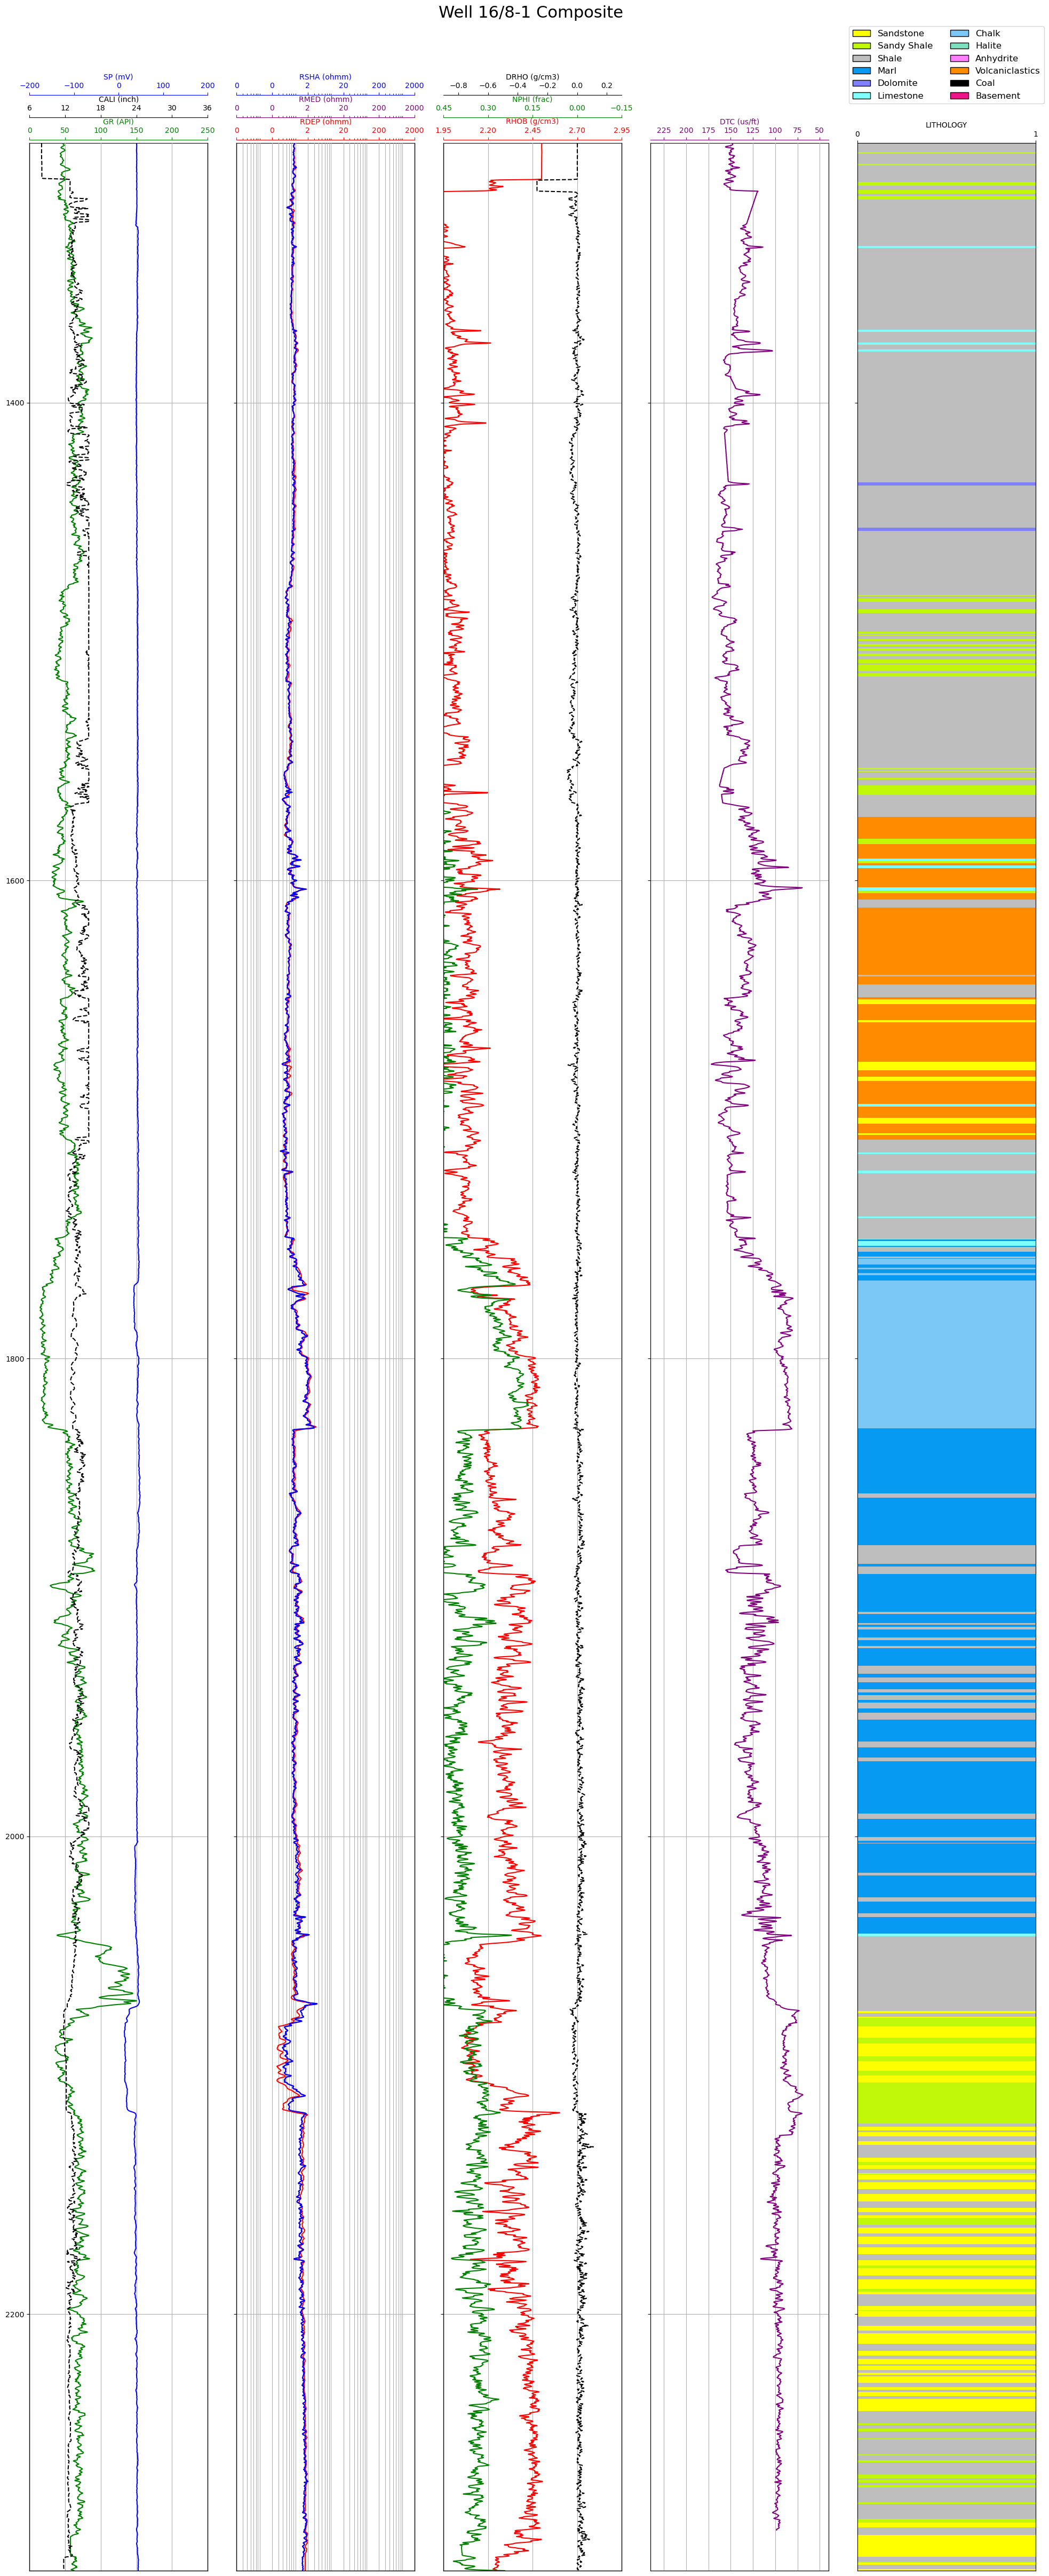 Well 16/8-1 Composite
Sandstone Chalk
Sandy Shale Halite
Shale Anhydrite
Marl Volcaniclastics
Dolomite Coal
Limestone Basement
SP (mV) RSHA (ohmm) DRHO (g/cm3)
−200 −100 0 100 200 0 0 2 20 200 2000 −0.8 −0.6 −0.4 −0.2 0.0 0.2
CALI (inch) RMED (ohmm) NPHI (frac)
6 12 18 24 30 36 0 0 2 20 200 2000 0.45 0.30 0.15 0.00 −0.15
GR (API) RDEP (ohmm) RHOB (g/cm3) DTC (us/ft) LITHOLOGY
0 50 100 150 200 250 0 0 2 20 200 2000 1.95 2.20 2.45 2.70 2.95 225 200 175 150 125 100 75 50 0 1
1400
1600
1800
2000
2200